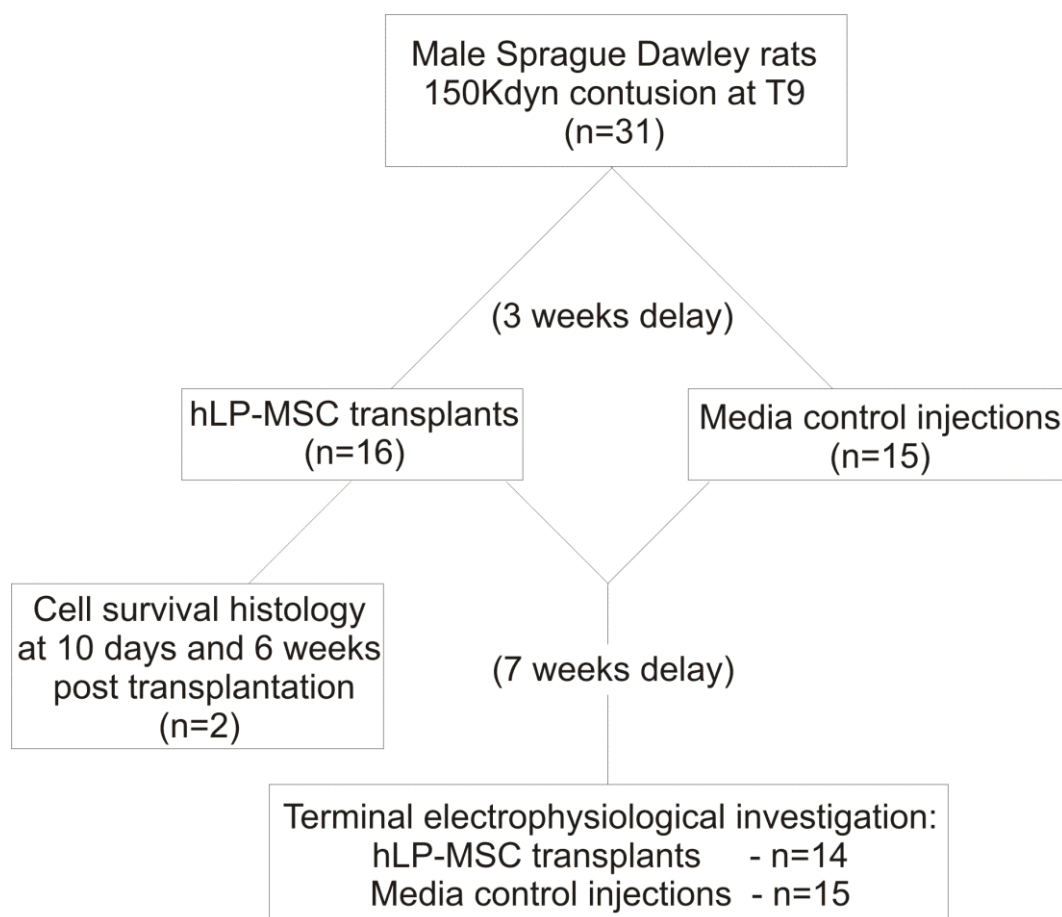 Male Sprague Dawley rats
150Kdyn contusion at T9
(n=31)
(3 weeks delay)
hLP-MSC transplants
(n=16)
Media control injections
(n=15)
Cell survival histology
at 10 days and 6 weeks
post transplantation
(n=2)
(7 weeks delay)
Terminal electrophysiological investigation:
hLP-MSC transplants - n=14
Media control injections - n=15